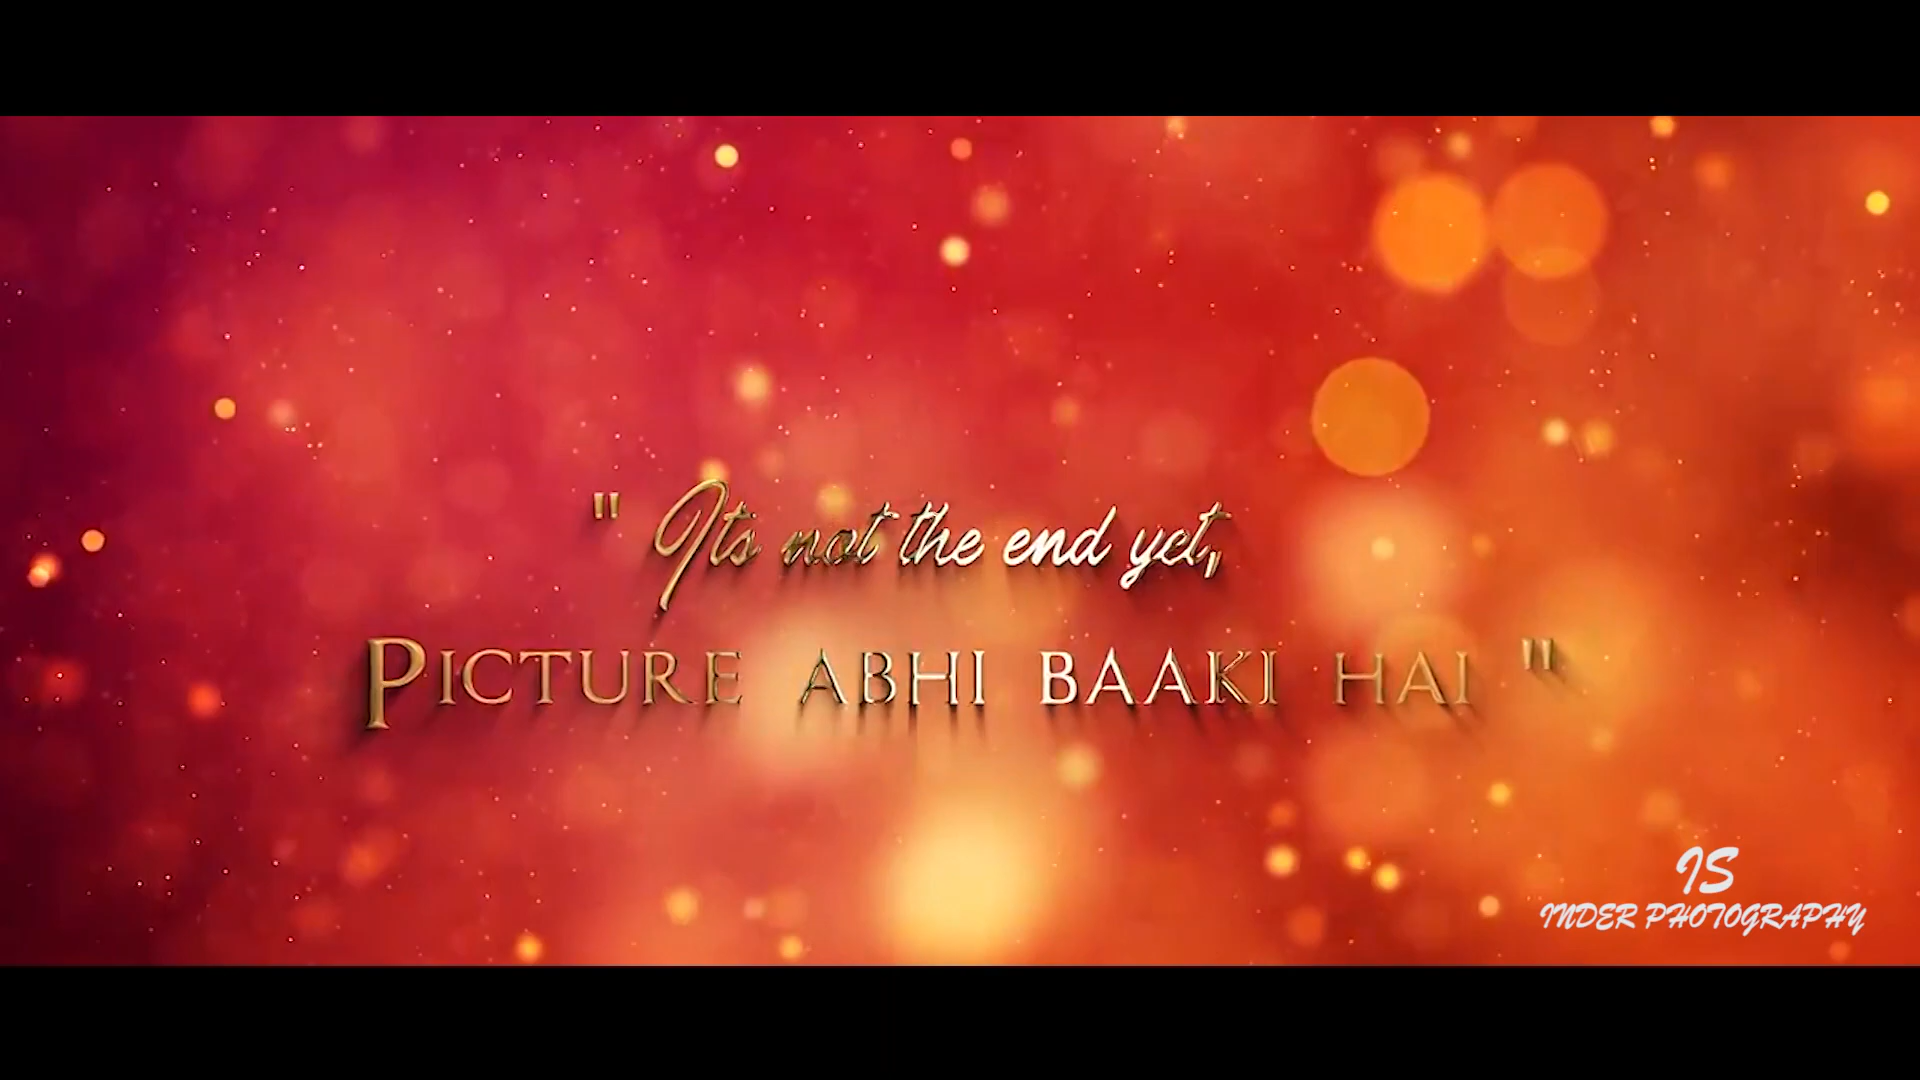 " Its not the end yet,
PICTURE ABHI BAAKI HAI "
IS
INDER PHOTOGRAPHY